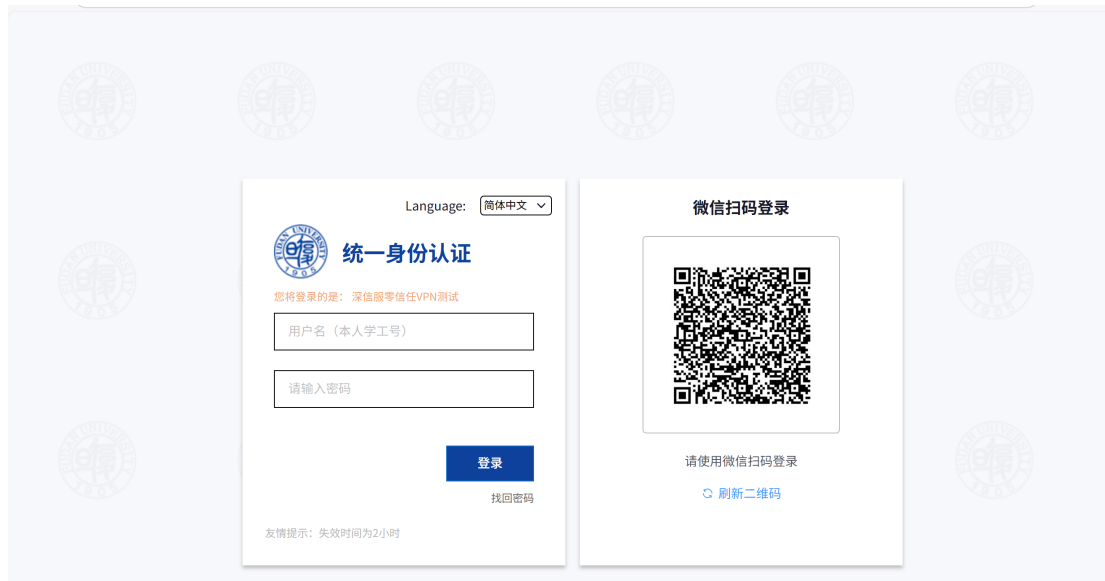 Language: 简体中文
FUDAN UNIVERSITY
1905
统一身份认证
您将登录的是： 深信服零信任VPN测试
用户名（本人学工号）
请输入密码
登录
找回密码
友情提示：失效时间为2小时
微信扫码登录
请使用微信扫码登录
刷新二维码